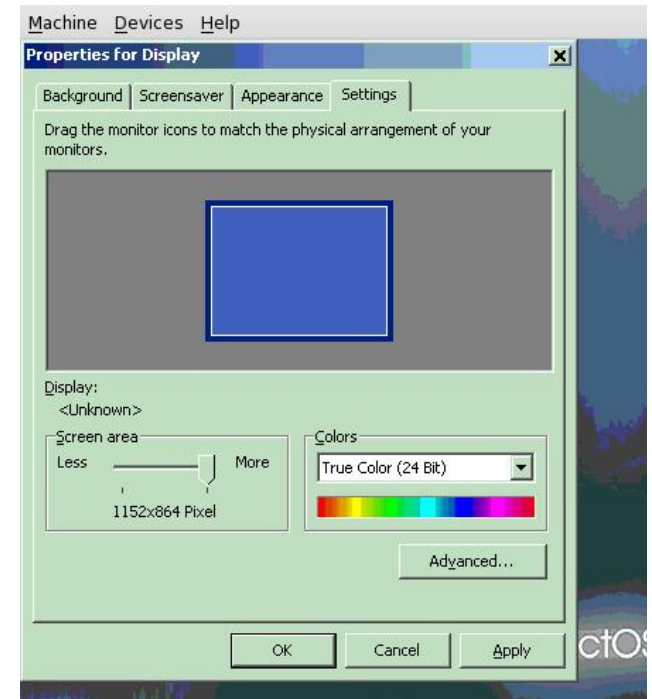 Machine Devices Help
Properties for Display
Background Screensaver Appearance Settings
Drag the monitor icons to match the physical arrangement of your
monitors.
Display:
<Unknown>
Screen area
Less More
1152x864 Pixel
Colors
True Color (24 Bit)
Advanced...
OK Cancel Apply
ctOS